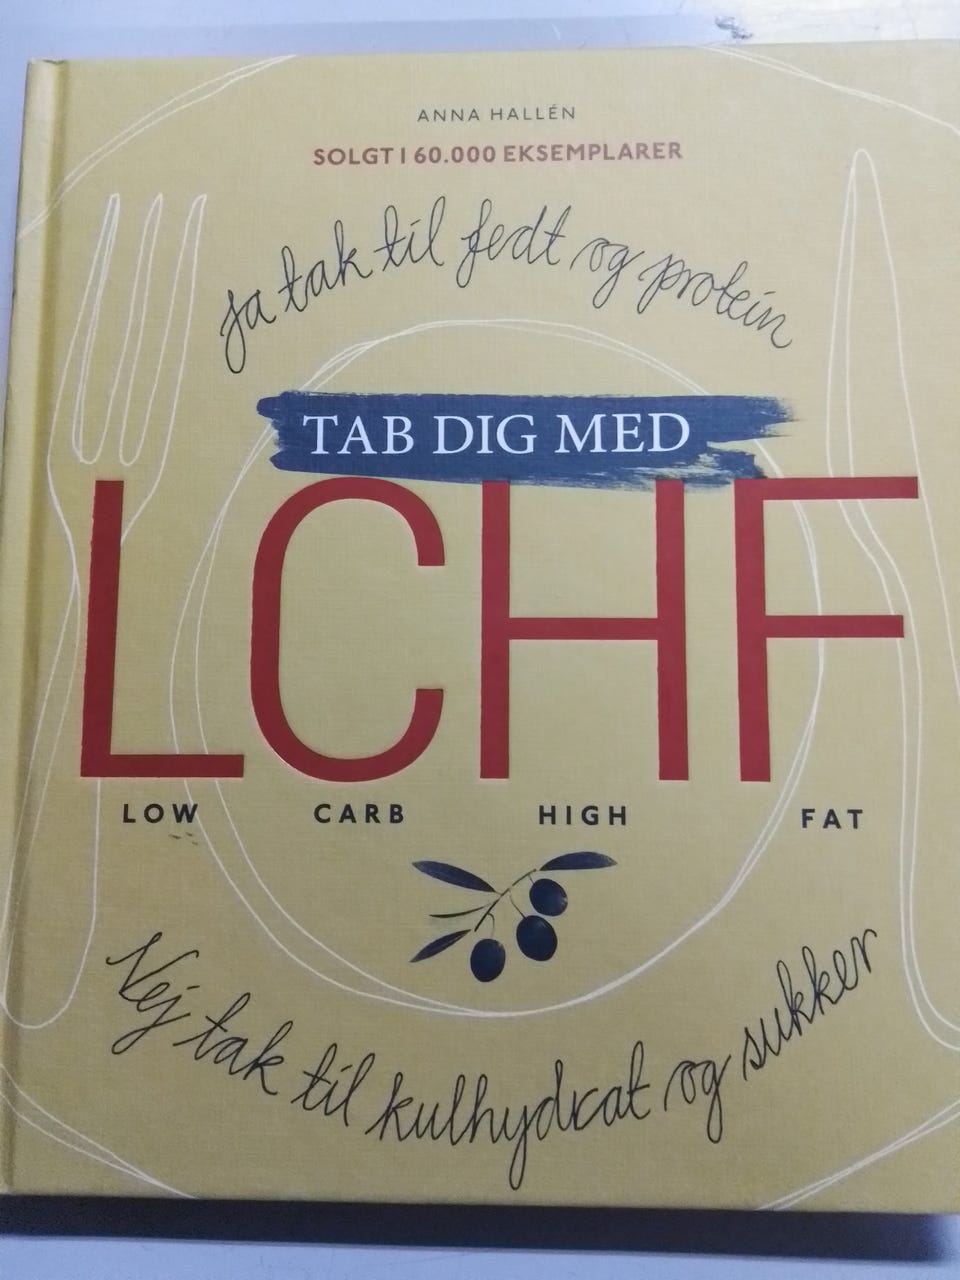 ANNA HALLÉN
SOLGT I 60.000 EKSEMPLARER
Ja tak til fedt og protein
TAB DIG MED
LCHF
LOW CARB HIGH FAT
Nej tak til kulhydrat og sukker